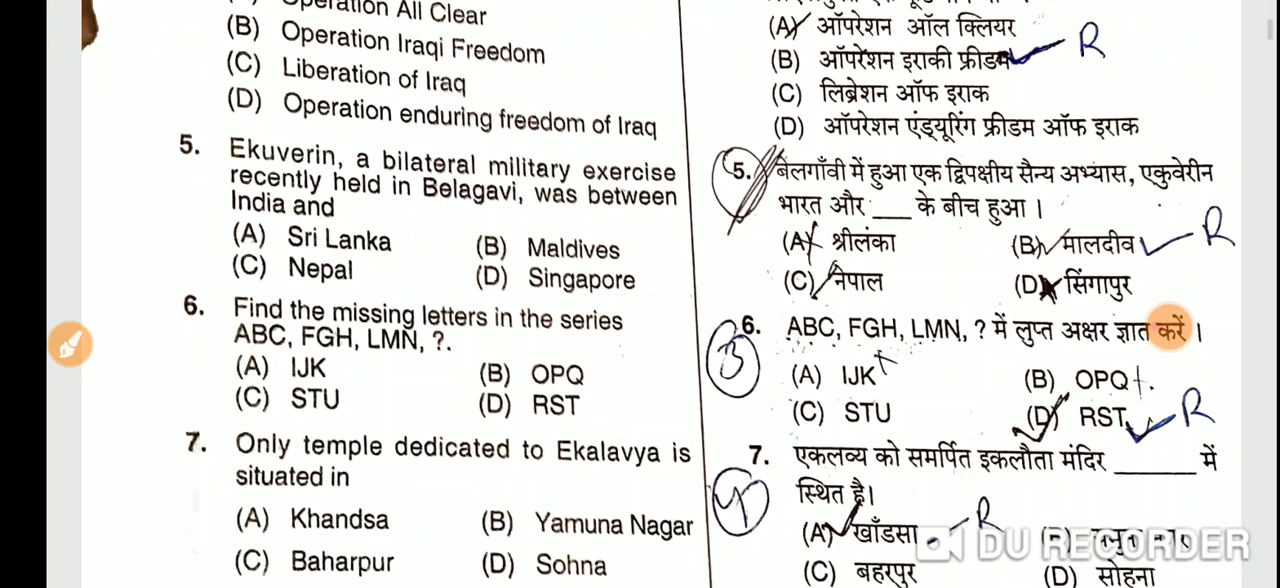 Operation All Clear
(B) Operation Iraqi Freedom
(C) Liberation of Iraq
(D) Operation enduring freedom of Iraq
5. Ekuverin, a bilateral military exercise
recently held in Belagavi, was between
India and
(A) Sri Lanka (B) Maldives
(C) Nepal (D) Singapore
6. Find the missing letters in the series
ABC, FGH, LMN, ?.
(A) IJK (B) OPQ
(C) STU (D) RST
7. Only temple dedicated to Ekalavya is
situated in
(A) Khandsa (B) Yamuna Nagar
(C) Baharpur (D) Sohna
(A) ऑपरेशन ऑल क्लियर
(B) ऑपरेशन इराकी फ्रीडम R
(C) लिब्रेशन ऑफ इराक
(D) ऑपरेशन एंड्यूरिंग फ्रीडम ऑफ इराक
5. बेलगाँवी में हुआ एक द्विपक्षीय सैन्य अभ्यास, एकुवेरीन
भारत और ___ के बीच हुआ ।
(A) श्रीलंका (B) मालदीव R
(C) नेपाल (D) सिंगापुर
6. ABC, FGH, LMN, ? में लुप्त अक्षर ज्ञात करें ।
(A) IJK (B) OPQ
(C) STU (D) RST R
7. एकलव्य को समर्पित इकलौता मंदिर ______ में
स्थित है।
(A) खाँडसा R (B)
(C) बहरपुर (D) सोहना
DU RECORDER